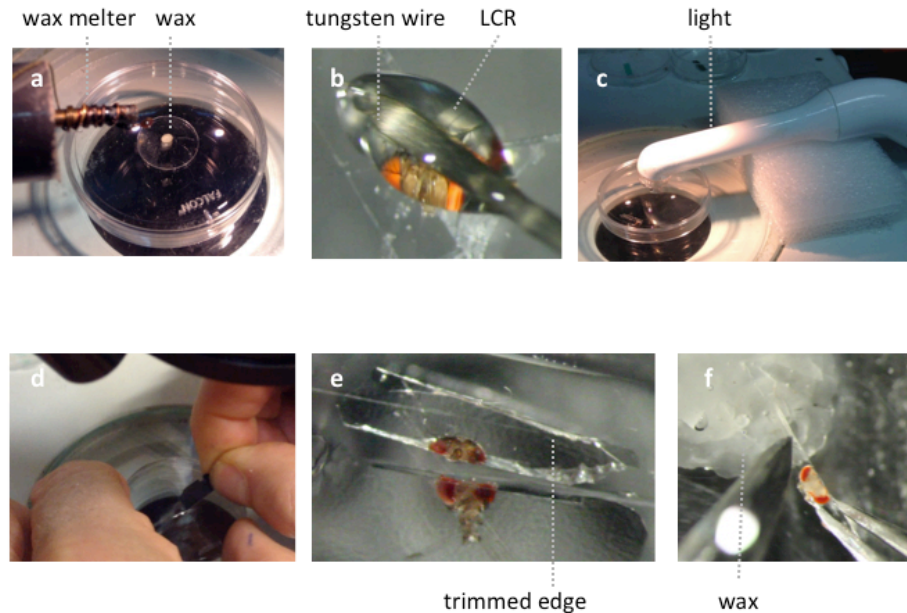 wax melter wax
tungsten wire LCR
light
a
b
c
FALCON
d
e
f
trimmed edge
wax